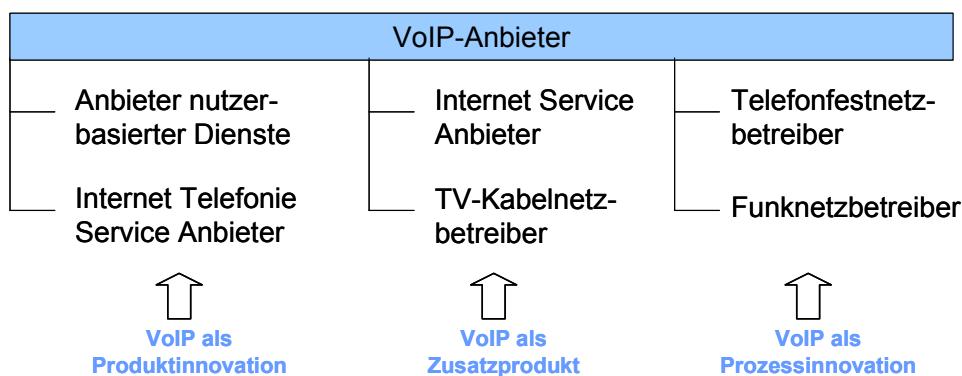 VoIP-Anbieter
Anbieter nutzer-
basierter Dienste
Internet Telefonie
Service Anbieter
VoIP als
Produktinnovation
Internet Service
Anbieter
TV-Kabelnetz-
betreiber
VoIP als
Zusatzprodukt
Telefonfestnetz-
betreiber
Funknetzbetreiber
VoIP als
Prozessinnovation